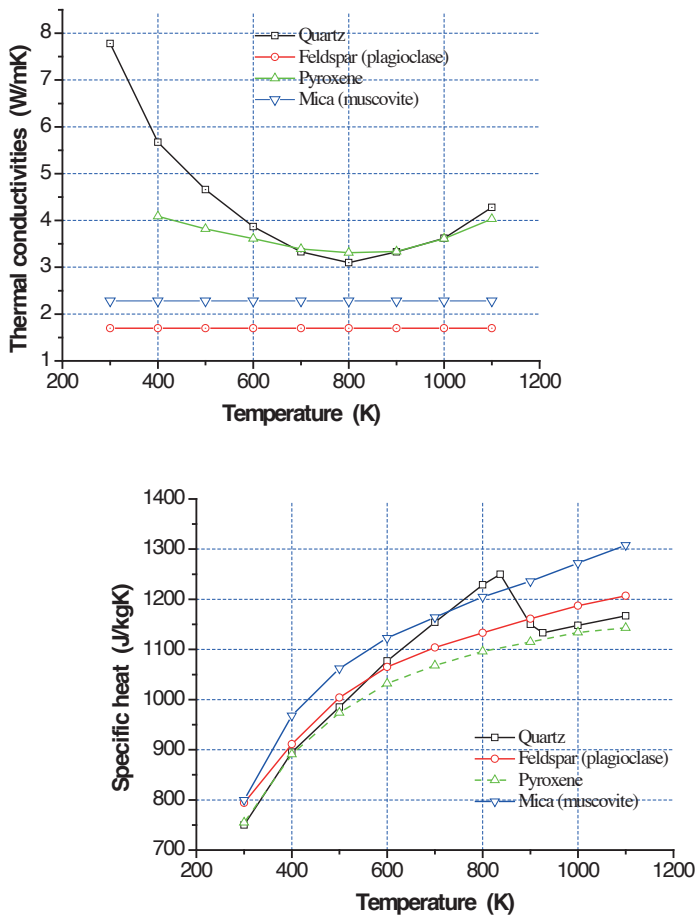 8
7
6
5
4
3
2
1
200 400 600 800 1000 1200
Thermal conductivities (W/mK)
Temperature (K)
Quartz
Feldspar (plagioclase)
Pyroxene
Mica (muscovite)
1400
1300
1200
1100
1000
900
800
700
200 400 600 800 1000 1200
Specific heat (J/kgK)
Temperature (K)
Quartz
Feldspar (plagioclase)
Pyroxene
Mica (muscovite)